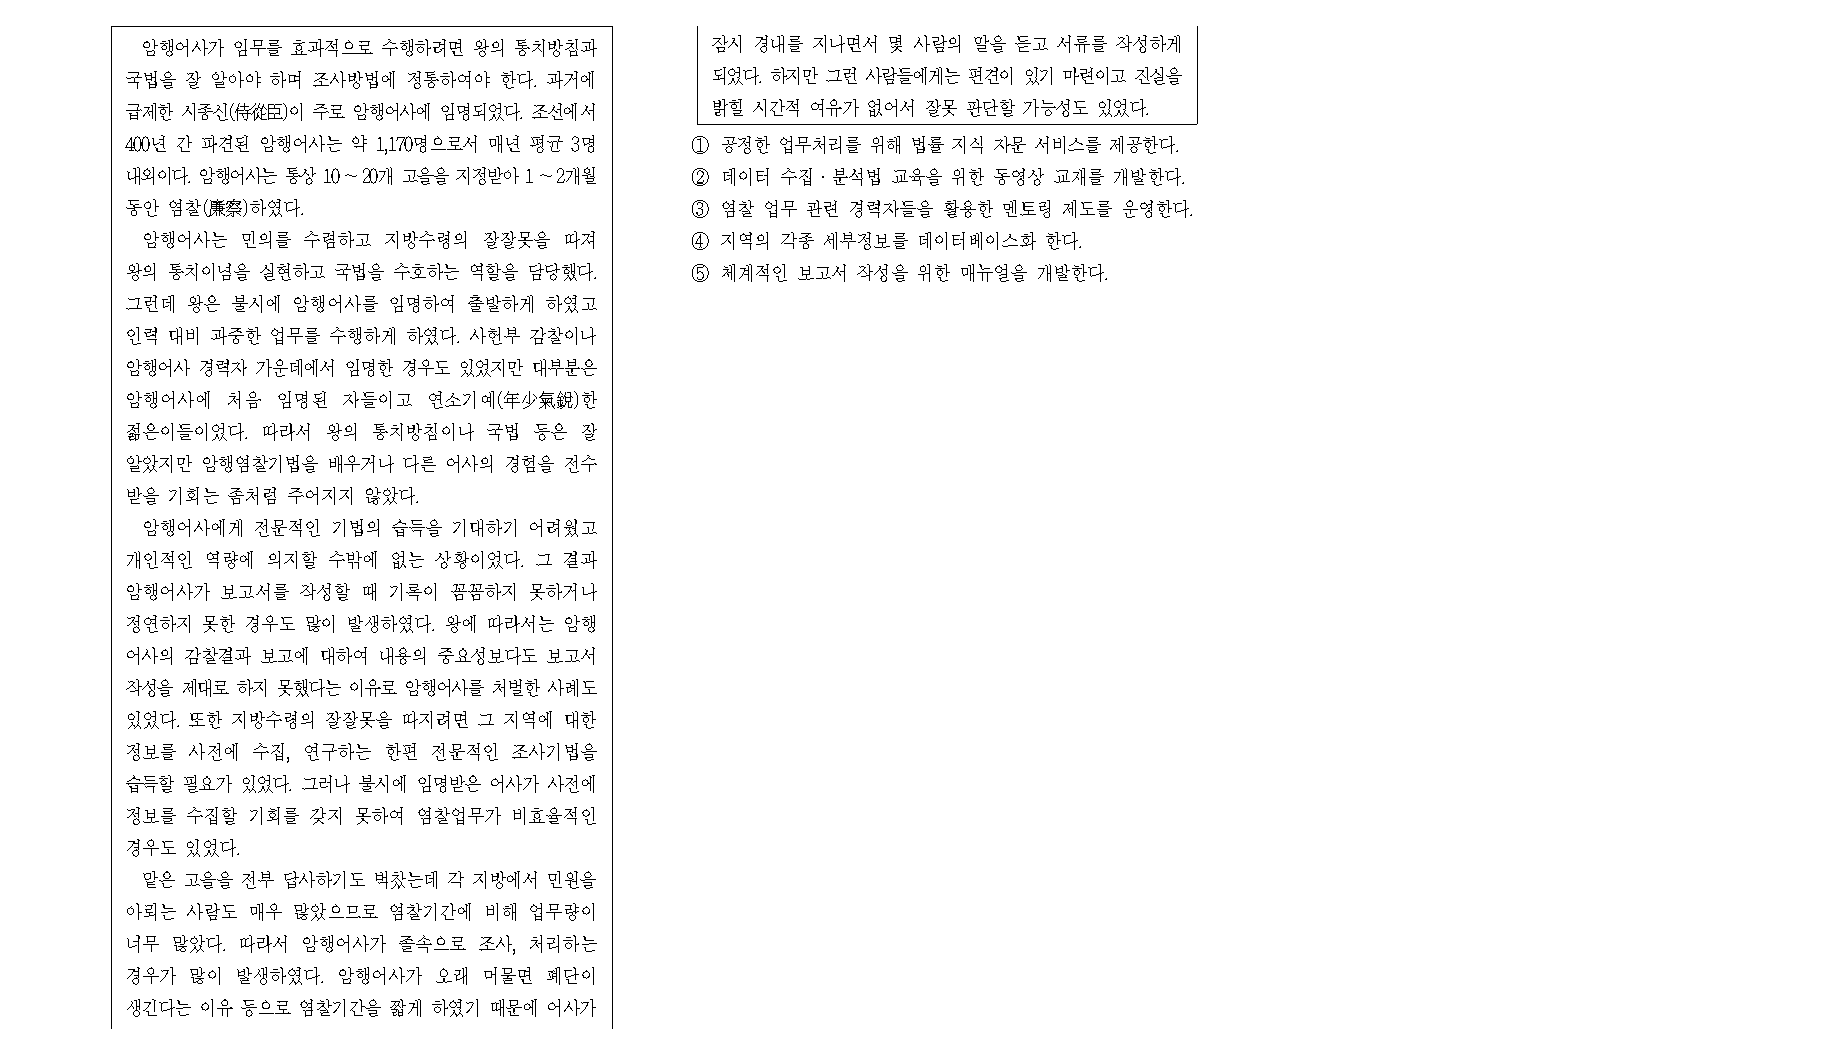 암행어사가 임무를 효과적으로 수행하려면 왕의 통치방침과
국법을 잘 알아야 하며 조사방법에 정통하여야 한다. 과거에
급제한 시종신(侍從臣)이 주로 암행어사에 임명되었다. 조선에서
400년 간 파견된 암행어사는 약 1,170명으로서 매년 평균 3명
내외이다. 암행어사는 통상 10～20개 고을을 지정받아 1～2개월
동안 염찰(廉察)하였다.
암행어사는 민의를 수렴하고 지방수령의 잘잘못을 따져
왕의 통치이념을 실현하고 국법을 수호하는 역할을 담당했다.
그런데 왕은 불시에 암행어사를 임명하여 출발하게 하였고
인력 대비 과중한 업무를 수행하게 하였다. 사헌부 감찰이나
암행어사 경력자 가운데에서 임명한 경우도 있었지만 대부분은
암행어사에 처음 임명된 자들이고 연소기예(年少氣銳)한
젊은이들이었다. 따라서 왕의 통치방침이나 국법 등은 잘
알았지만 암행염찰기법을 배우거나 다른 어사의 경험을 전수
받을 기회는 좀처럼 주어지지 않았다.
암행어사에게 전문적인 기법의 습득을 기대하기 어려웠고
개인적인 역량에 의지할 수밖에 없는 상황이었다. 그 결과
암행어사가 보고서를 작성할 때 기록이 꼼꼼하지 못하거나
정연하지 못한 경우도 많이 발생하였다. 왕에 따라서는 암행
어사의 감찰결과 보고에 대하여 내용의 중요성보다도 보고서
작성을 제대로 하지 못했다는 이유로 암행어사를 처벌한 사례도
있었다. 또한 지방수령의 잘잘못을 따지려면 그 지역에 대한
정보를 사전에 수집, 연구하는 한편 전문적인 조사기법을
습득할 필요가 있었다. 그러나 불시에 임명받은 어사가 사전에
정보를 수집할 기회를 갖지 못하여 염찰업무가 비효율적인
경우도 있었다.
맡은 고을을 전부 답사하기도 벅찼는데 각 지방에서 민원을
아뢰는 사람도 매우 많았으므로 염찰기간에 비해 업무량이
너무 많았다. 따라서 암행어사가 졸속으로 조사, 처리하는
경우가 많이 발생하였다. 암행어사가 오래 머물면 폐단이
생긴다는 이유 등으로 염찰기간을 짧게 하였기 때문에 어사가
잠시 경내를 지나면서 몇 사람의 말을 듣고 서류를 작성하게
되었다. 하지만 그런 사람들에게는 편견이 있기 마련이고 진실을
밝힐 시간적 여유가 없어서 잘못 판단할 가능성도 있었다.
① 공정한 업무처리를 위해 법률 지식 자문 서비스를 제공한다.
② 데이터 수집·분석법 교육을 위한 동영상 교재를 개발한다.
③ 염찰 업무 관련 경력자들을 활용한 멘토링 제도를 운영한다.
④ 지역의 각종 세부정보를 데이터베이스화 한다.
⑤ 체계적인 보고서 작성을 위한 매뉴얼을 개발한다.